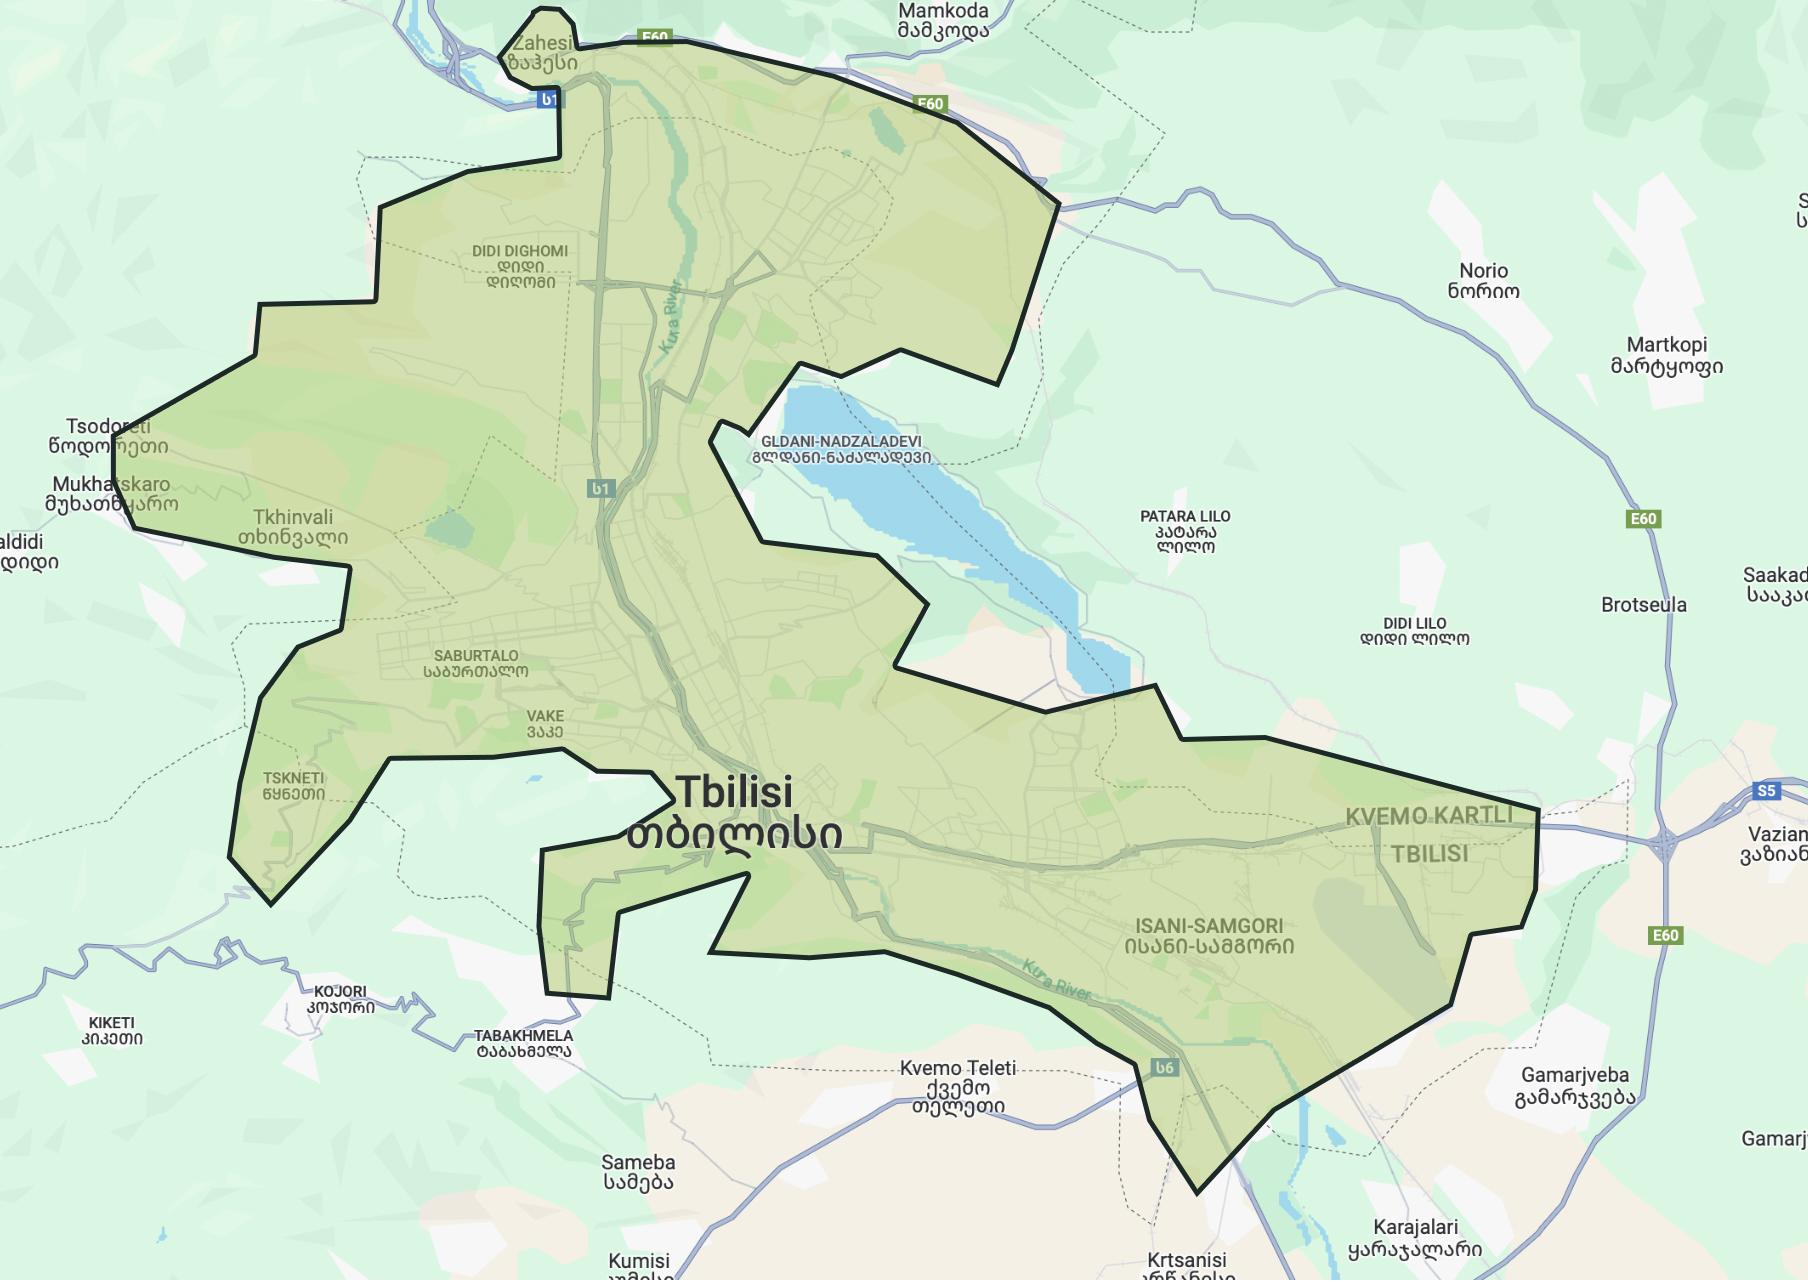 Mamkoda
მამკოდა
E60
Zahesi
ზაჰესი
ს1
E60
DIDI DIGHOMI
დიდი
დიღომი
Kura River
Norio
ნორიო
Martkopi
მარტყოფი
Tsodoreti
წოდორეთი
GLDANI-NADZALADEVI
გლდანი-ნაძალადევი
Mukhatskaro
მუხათწყარო
ს1
Tkhinvali
თხინვალი
PATARA LILO
პატარა
ლილო
E60
aldidi
დიდი
Saakad
სააკად
Brotseula
DIDI LILO
დიდი ლილო
SABURTALO
საბურთალო
VAKE
ვაკე
TSKNETI
წყნეთი
Tbilisi
თბილისი
S5
KVEMO KARTLI
TBILISI
Vazian
ვაზიან
ISANI-SAMGORI
ისანი-სამგორი
E60
Kura River
KOJORI
კოჯორი
KIKETI
კიკეთი
TABAKHMELA
ტაბახმელა
ს6
Kvemo Teleti
ქვემო
თელეთი
Gamarjveba
გამარჯვება
Gamarj
Sameba
სამება
Karajalari
ყარაჯალარი
Kumisi
Krtsanisi